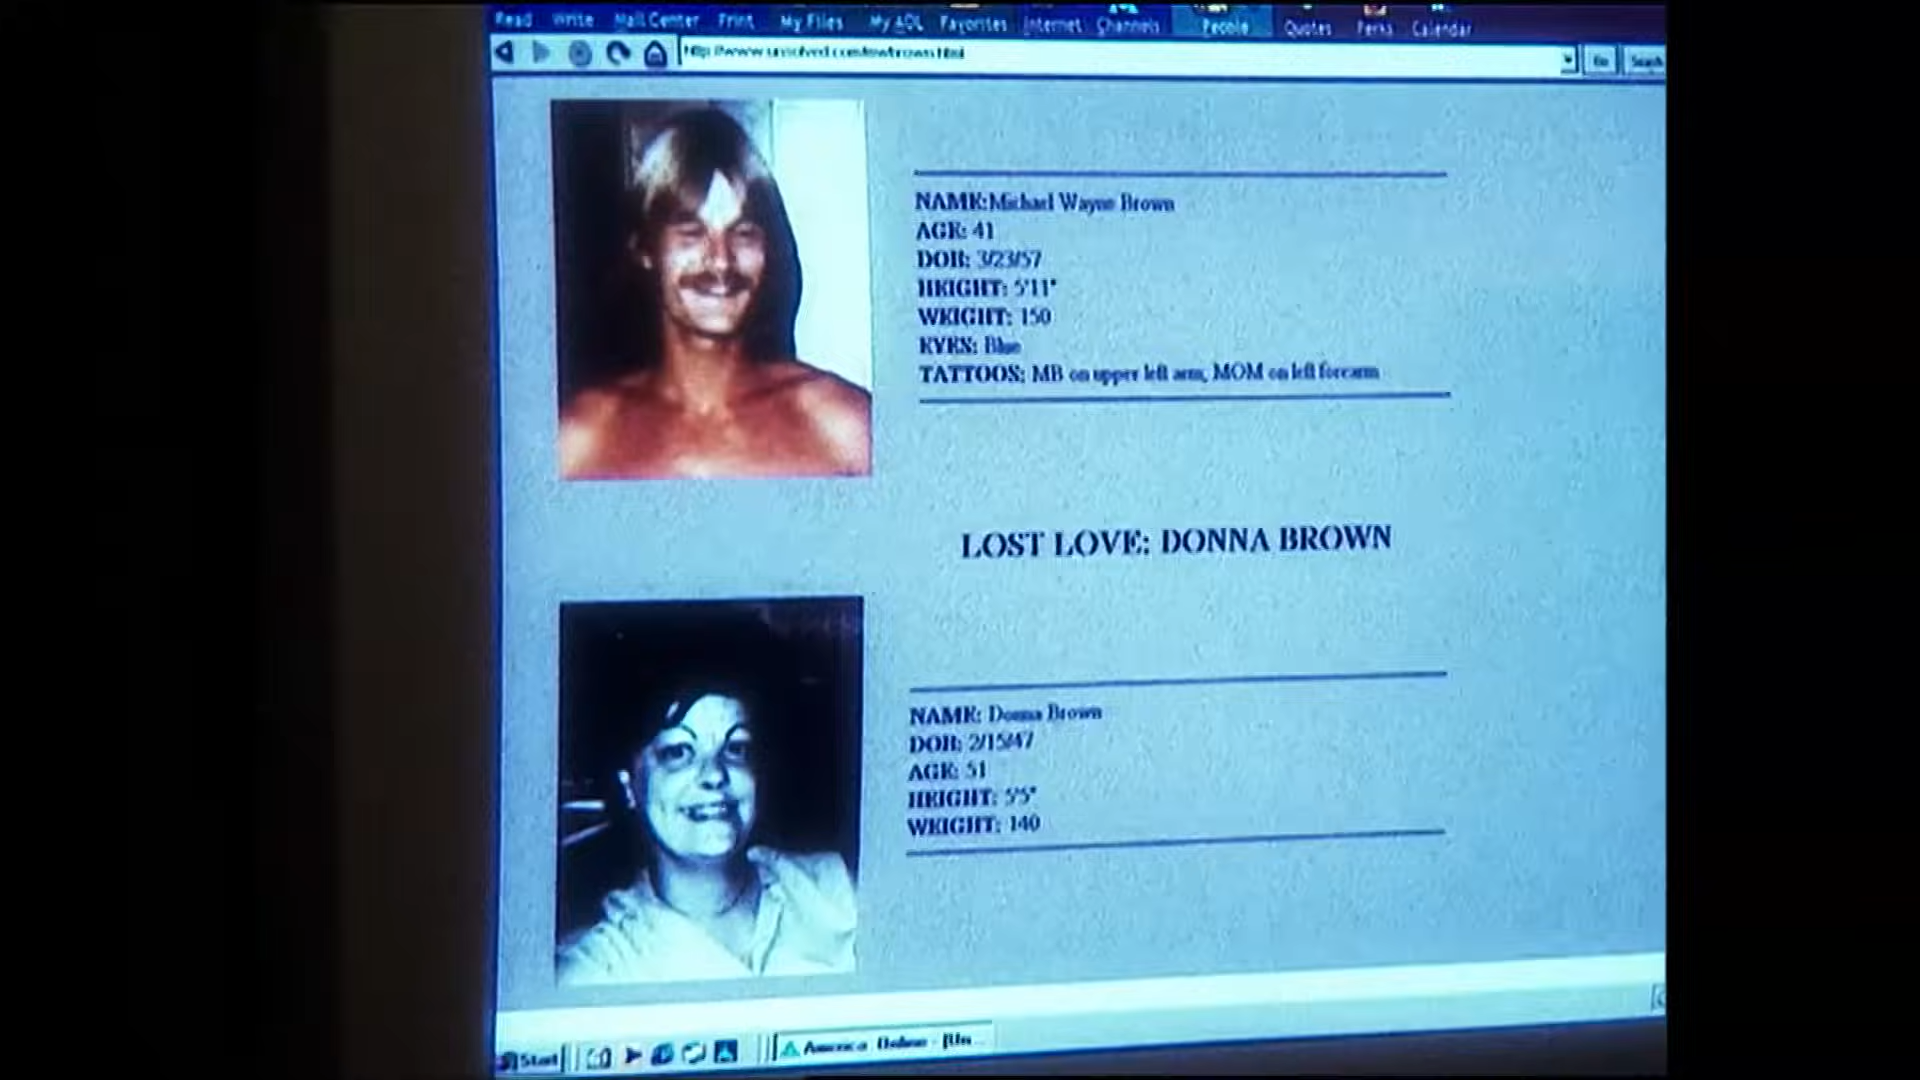 Read Write Mail Center Print My Files My AOL Favorites Internet Channels People Quotes Perks Calendar
Go Search
NAME: Michael Wayne Brown
AGE: 41
DOB: 3/23/57
HEIGHT: 5'11"
WEIGHT: 150
EYES: Blue
TATTOOS: MB on upper left arm, MOM on left forearm
LOST LOVE: DONNA BROWN
NAME: Donna Brown
DOB: 2/15/47
AGE: 51
HEIGHT: 5'5"
WEIGHT: 140
Start America Online - [Un...